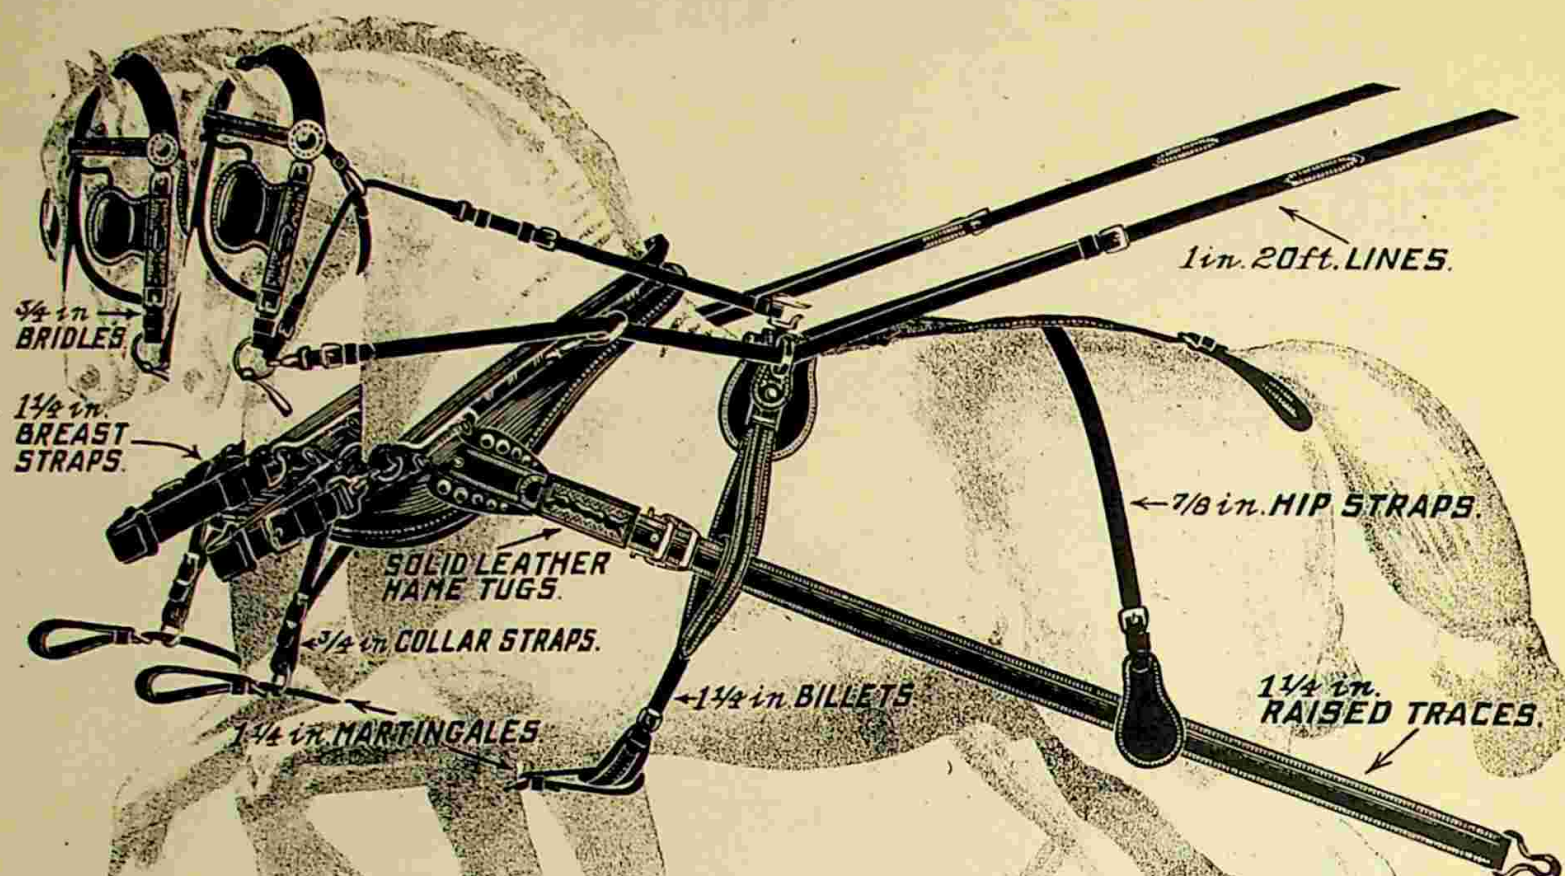 1in. 20ft. LINES.
3/4 in
BRIDLES
1 1/4 in.
BREAST
STRAPS.
7/8 in. HIP STRAPS.
SOLID LEATHER
HAME TUGS.
3/4 in COLLAR STRAPS.
1 1/4 in BILLETS
1 1/4 in.
RAISED TRACES.
1 1/4 in MARTINGALES